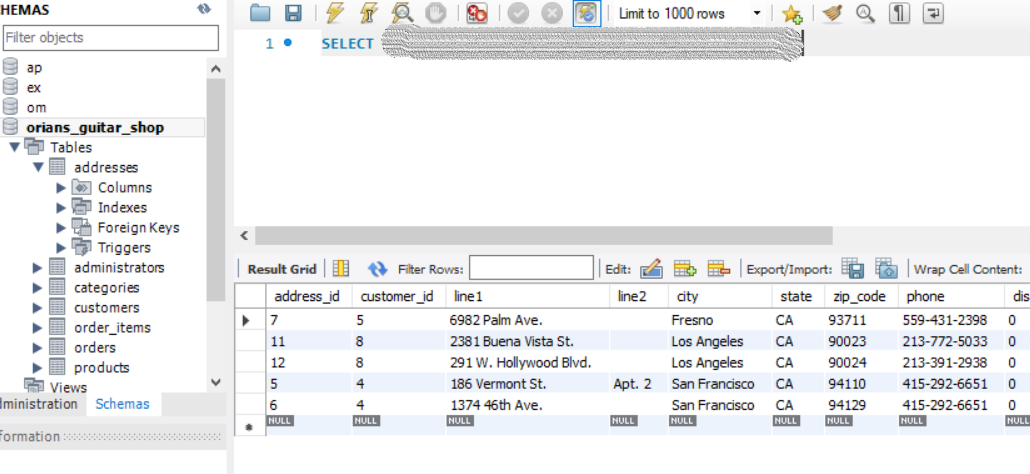 HEMAS
Filter objects
ap
ex
om
orians_guitar_shop
Tables
addresses
Columns
Indexes
Foreign Keys
Triggers
administrators
categories
customers
order_items
orders
products
Views
dministration Schemas
formation
Limit to 1000 rows
1 SELECT
Result Grid Filter Rows: Edit: Export/Import: Wrap Cell Content:
address_id customer_id line1 line2 city state zip_code phone dis
7 5 6982 Palm Ave. Fresno CA 93711 559-431-2398 0
11 8 2381 Buena Vista St. Los Angeles CA 90023 213-772-5033 0
12 8 291 W. Hollywood Blvd. Los Angeles CA 90024 213-391-2938 0
5 4 186 Vermont St. Apt. 2 San Francisco CA 94110 415-292-6651 0
6 4 1374 46th Ave. San Francisco CA 94129 415-292-6651 0
NULL NULL NULL NULL NULL NULL NULL NULL NULL